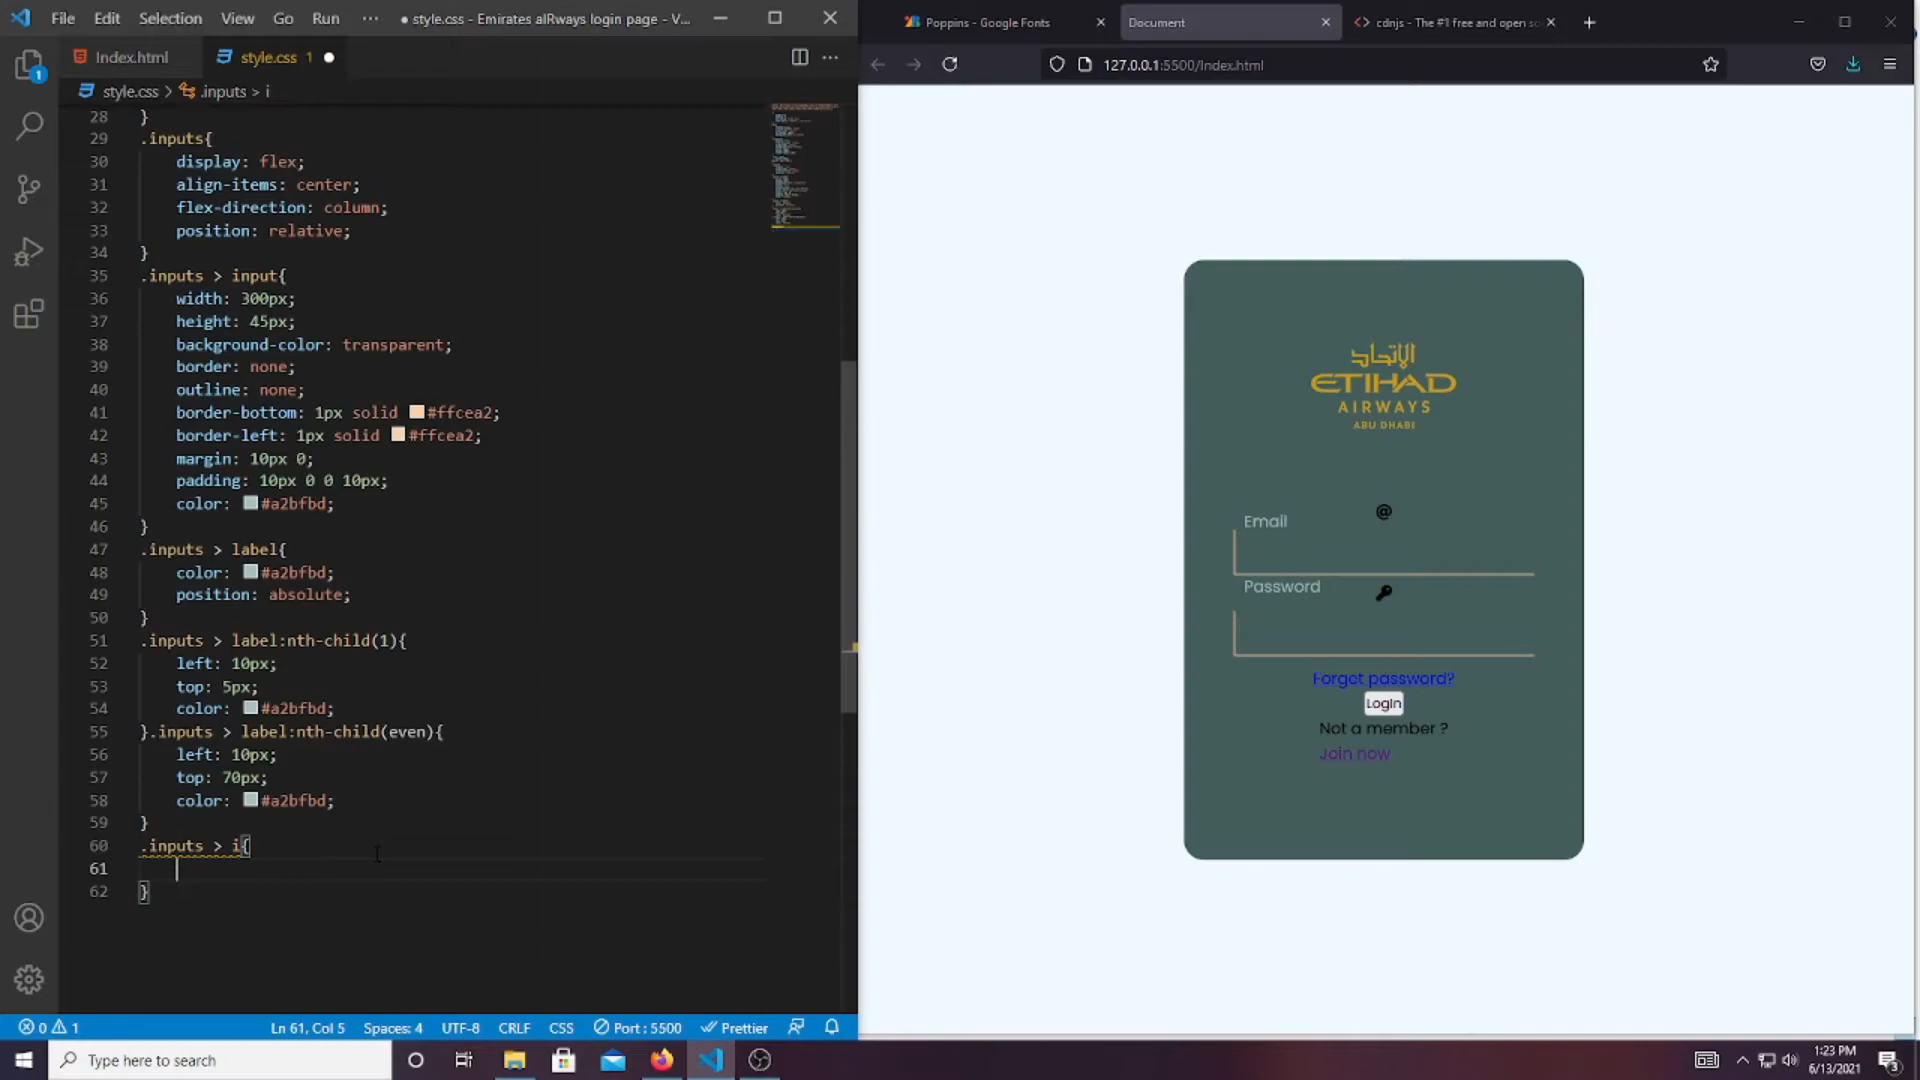 File Edit Selection View Go Run ··· ● style.css - Emirates alRways login page - V...
Index.html style.css 1 ●
style.css > .inputs > i
28 }
29 .inputs{
30 display: flex;
31 align-items: center;
32 flex-direction: column;
33 position: relative;
34 }
35 .inputs > input{
36 width: 300px;
37 height: 45px;
38 background-color: transparent;
39 border: none;
40 outline: none;
41 border-bottom: 1px solid #ffcea2;
42 border-left: 1px solid #ffcea2;
43 margin: 10px 0;
44 padding: 10px 0 0 10px;
45 color: #a2bfbd;
46 }
47 .inputs > label{
48 color: #a2bfbd;
49 position: absolute;
50 }
51 .inputs > label:nth-child(1){
52 left: 10px;
53 top: 5px;
54 color: #a2bfbd;
55 }.inputs > label:nth-child(even){
56 left: 10px;
57 top: 70px;
58 color: #a2bfbd;
59 }
60 .inputs > i{
61
62 }
0 1 Ln 61, Col 5 Spaces: 4 UTF-8 CRLF CSS Port : 5500 Prettier
Poppins - Google Fonts Document cdnjs - The #1 free and open so
127.0.0.1:5500/Index.html
الإتحاد
ETIHAD
AIRWAYS
ABU DHABI
@
Email
Password
Forget password?
LogIn
Not a member ?
Join now
Type here to search
1:23 PM
6/13/2021
3